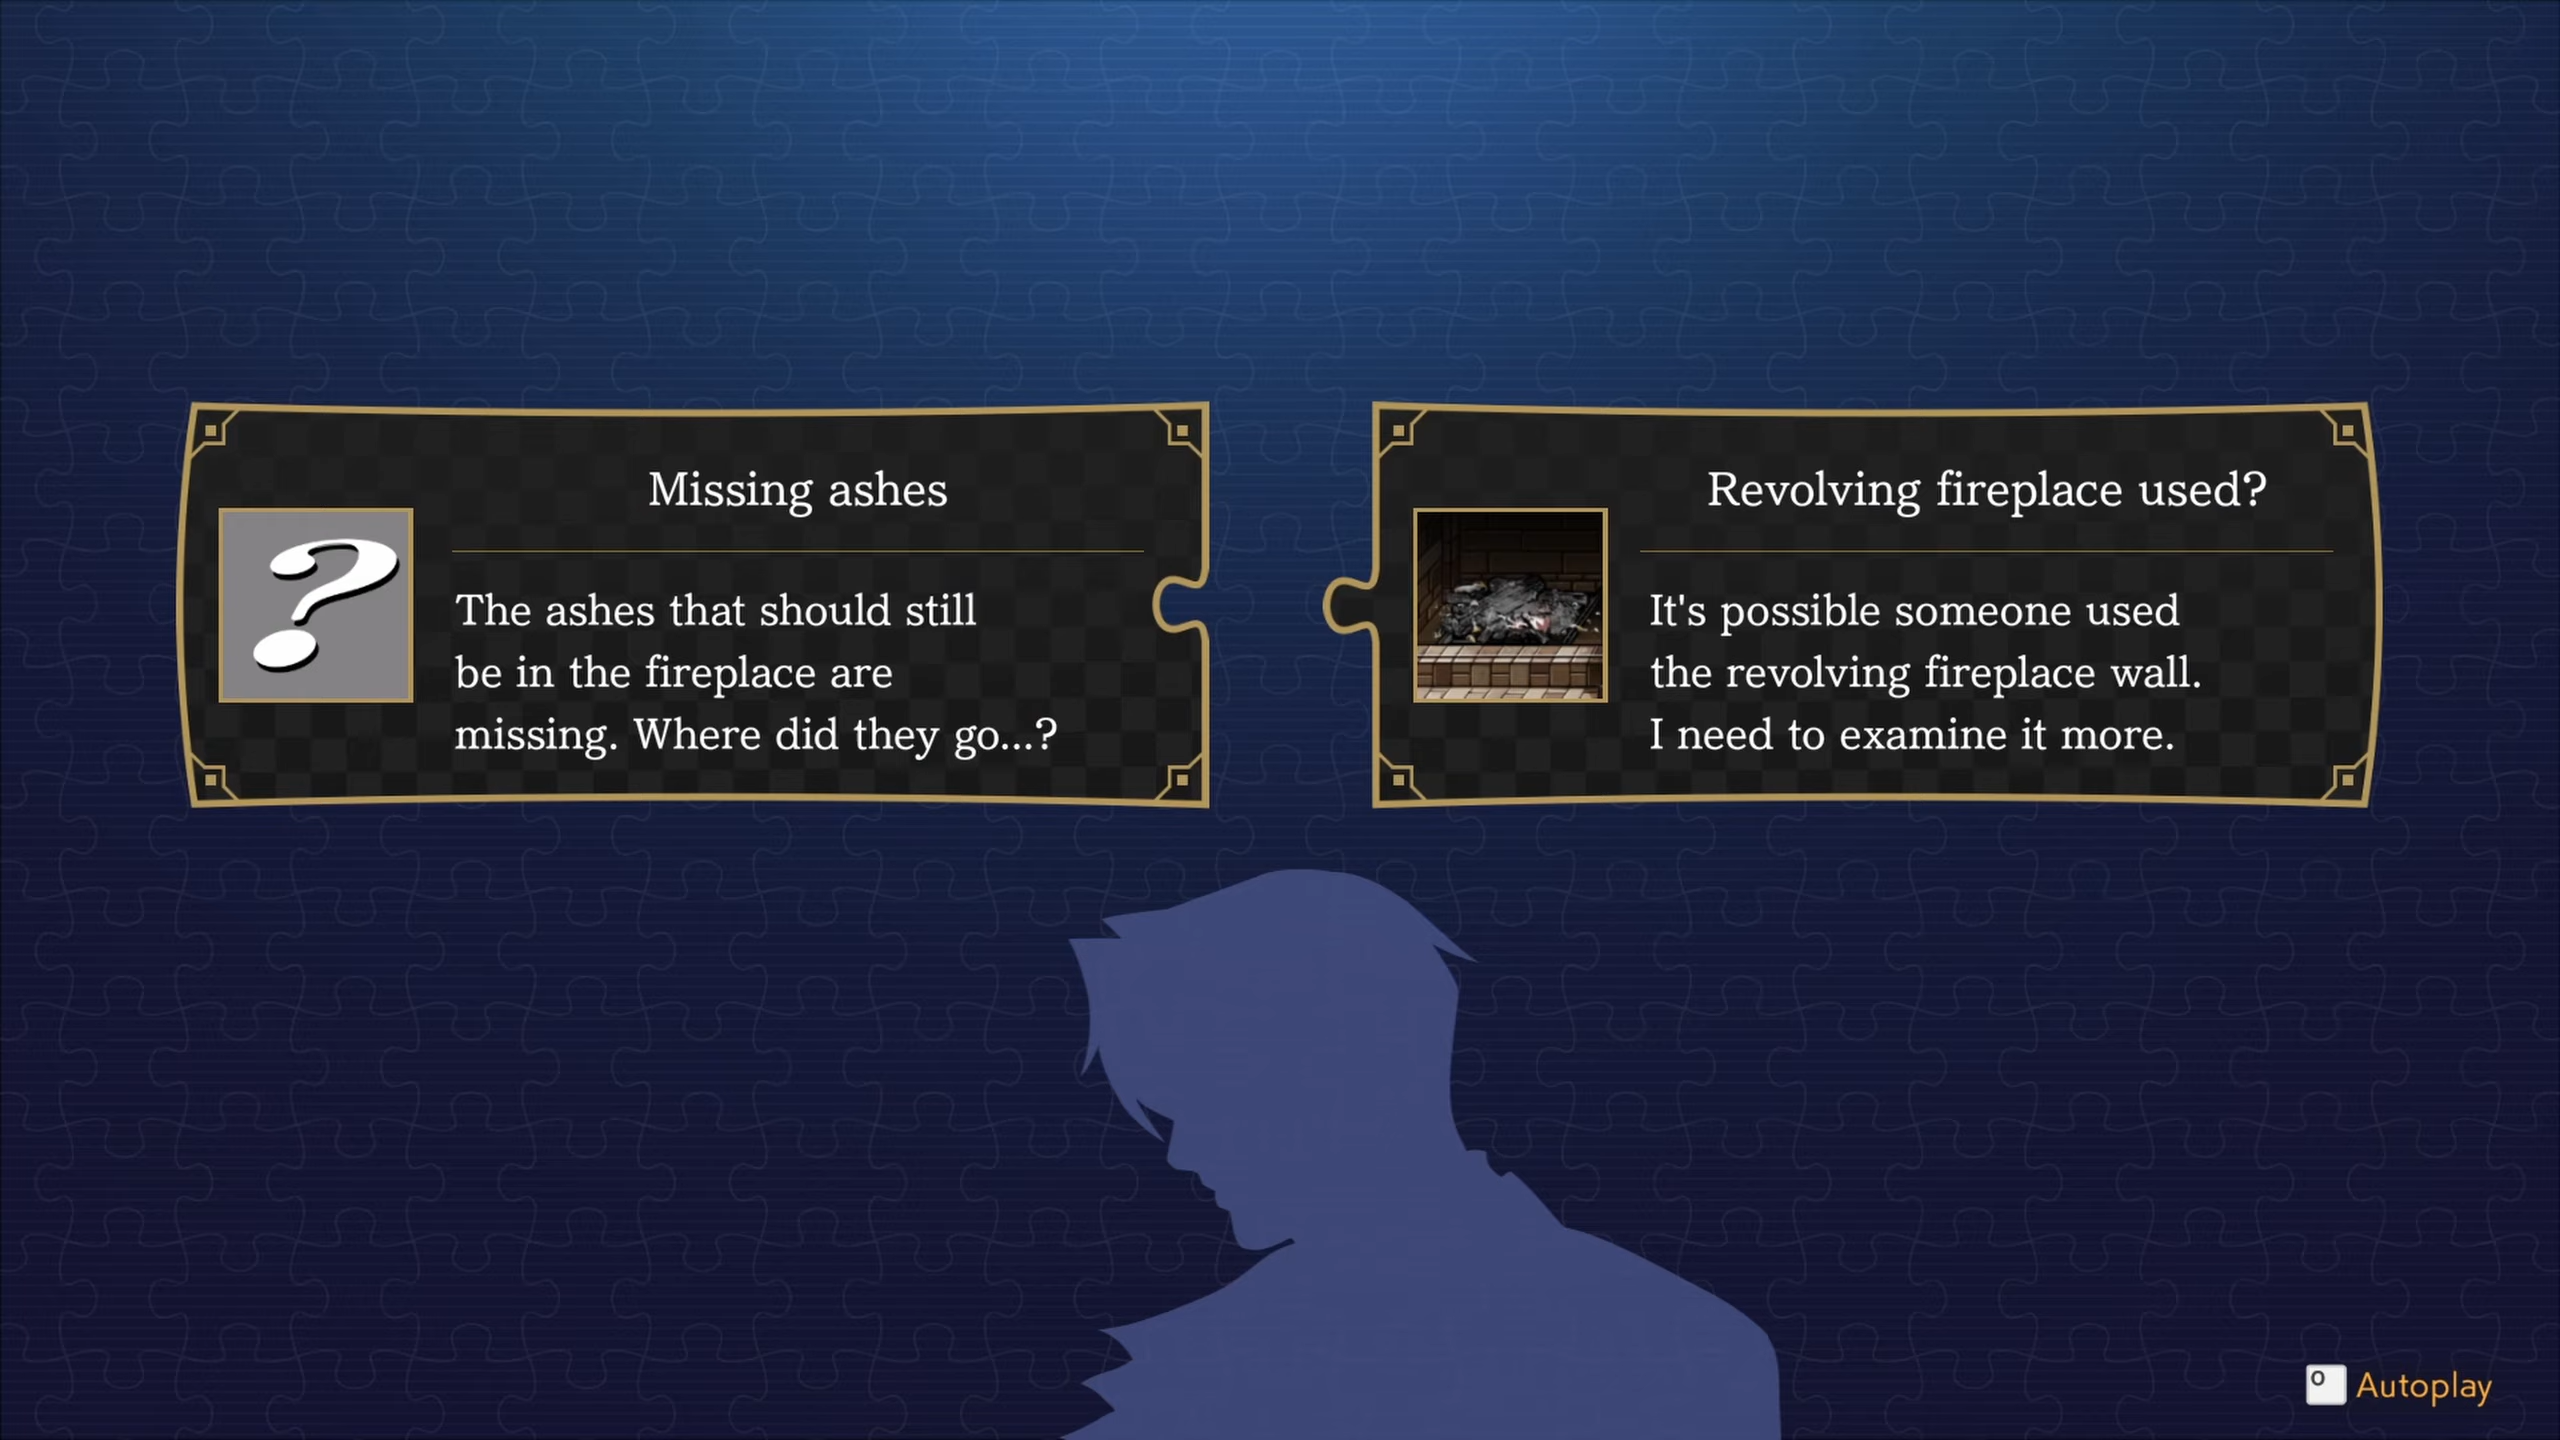 Missing ashes
The ashes that should still
be in the fireplace are
missing. Where did they go...?
Revolving fireplace used?
It's possible someone used
the revolving fireplace wall.
I need to examine it more.
O Autoplay